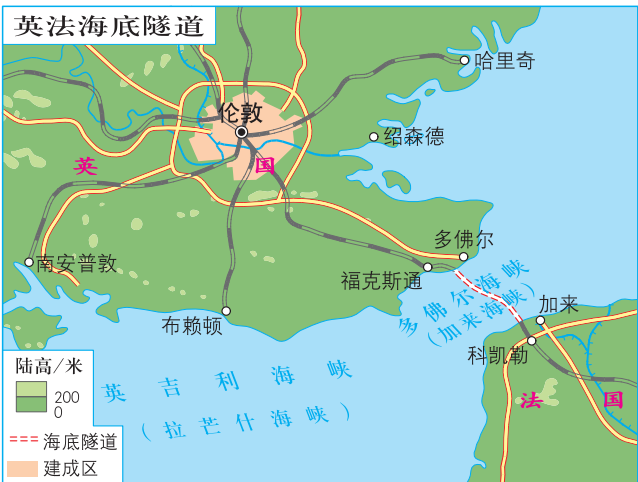 英法海底隧道
哈里奇
伦敦
绍森德
英国
多佛尔
南安普敦
福克斯通
多佛尔海峡
(加来海峡)
加来
布赖顿
科凯勒
英吉利海峡
(拉芒什海峡)
法国
陆高/米
200
0
海底隧道
建成区